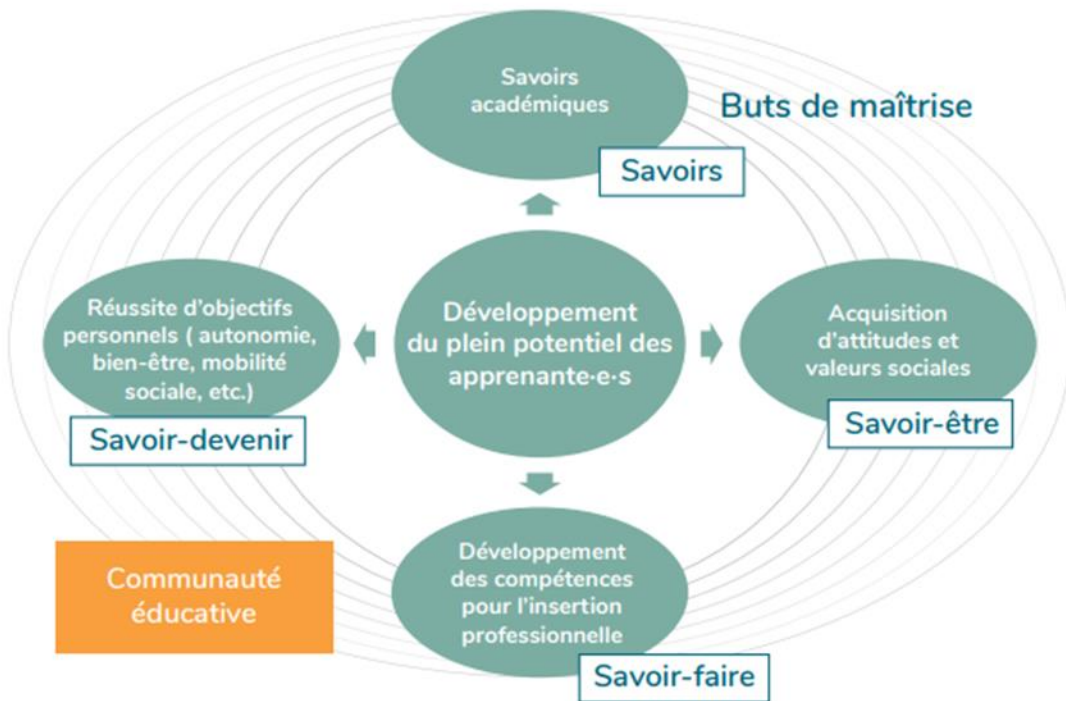 Savoirs
académiques
Buts de maîtrise
Savoirs
Réussite d'objectifs
personnels ( autonomie,
bien-être, mobilité
sociale, etc.)
Savoir-devenir
Développement
du plein potentiel des
apprenante·e·s
Acquisition
d'attitudes et
valeurs sociales
Savoir-être
Communauté
éducative
Développement
des compétences
pour l'insertion
professionnelle
Savoir-faire